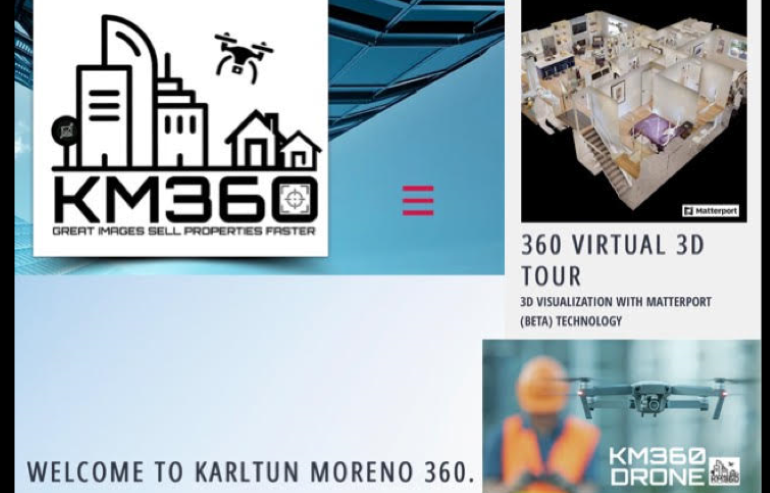 KM360
GREAT IMAGES SELL PROPERTIES FASTER
Matterport
360 VIRTUAL 3D
TOUR
3D VISUALIZATION WITH MATTERPORT
(BETA) TECHNOLOGY
WELCOME TO KARLTUN MORENO 360.
KM360
DRONE